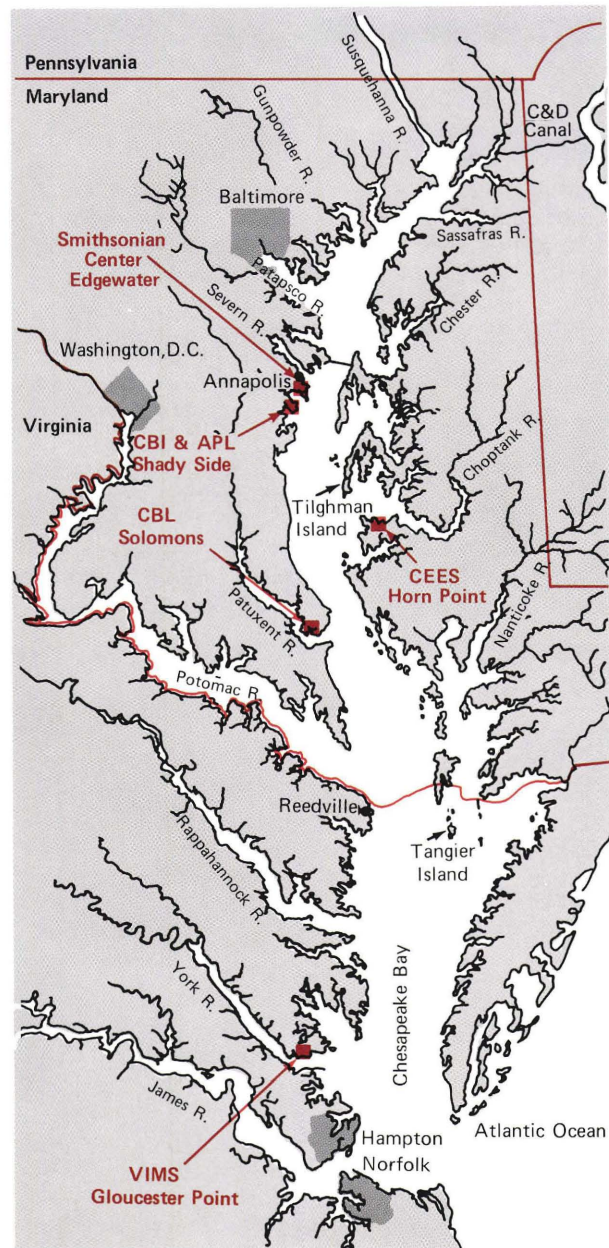 Pennsylvania
Maryland
Susquehanna R.
C&D
Canal
Gunpowder R.
Baltimore
Sassafras R.
Smithsonian
Center
Edgewater
Patapsco R.
Chester R.
Severn R.
Washington, D.C.
Annapolis
Virginia
CBI & APL
Shady Side
Choptank R.
Tilghman
Island
CBL
Solomons
CEES
Horn Point
Nanticoke R.
Patuxent R.
Potomac R.
Reedville
Tangier
Island
Rappahannock R.
Chesapeake Bay
York R.
James R.
Atlantic Ocean
Hampton
Norfolk
VIMS
Gloucester Point